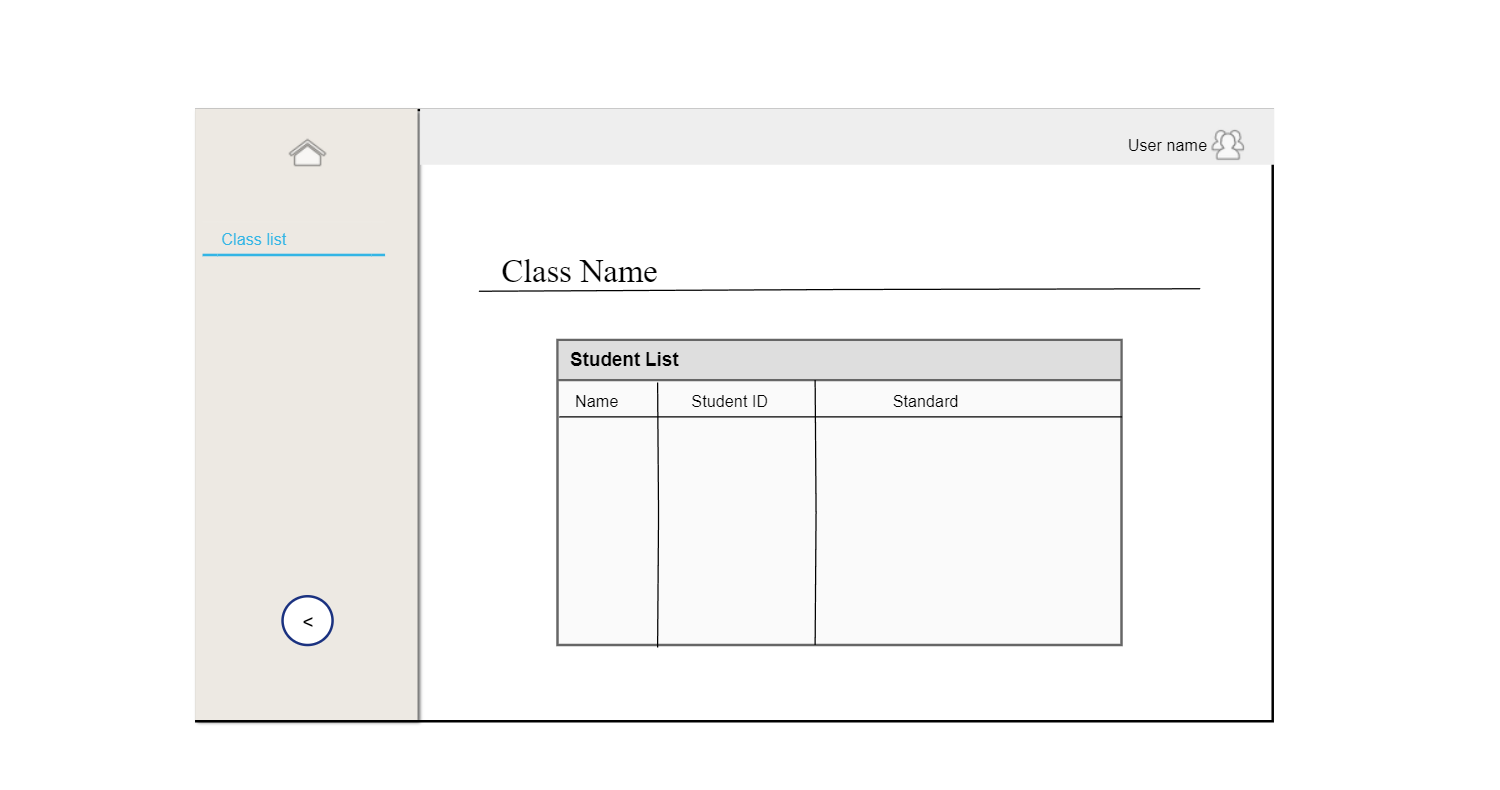 User name
Class list
Class Name
Student List
Name Student ID Standard
<